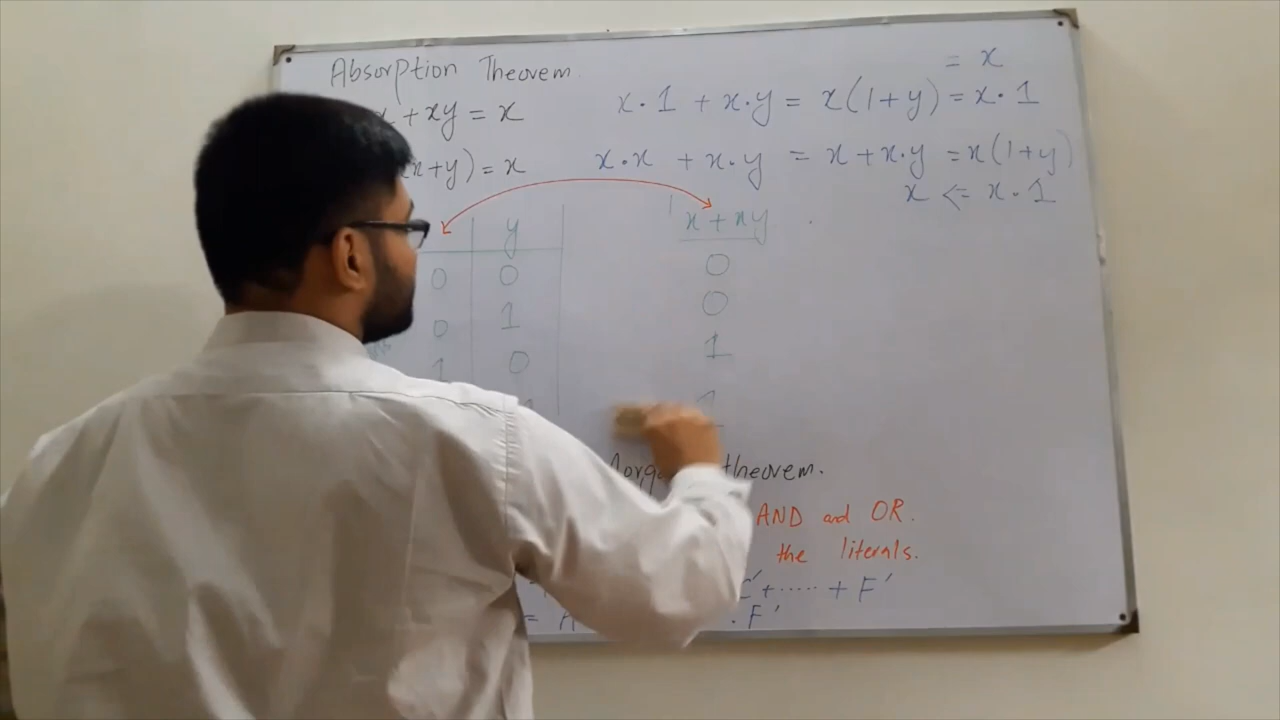 Absorption Theorem.
= x
x + xy = x
x·1 + x·y = x(1+y) = x·1
(x+y) = x
x·x + x·y = x + x·y = x(1+y)
x <= x·1
y
x + xy
0 0 0
0 1 0
1 0 1
1
theorem.
AND and OR.
the literals.
C' + ..... + F'
= A . F'